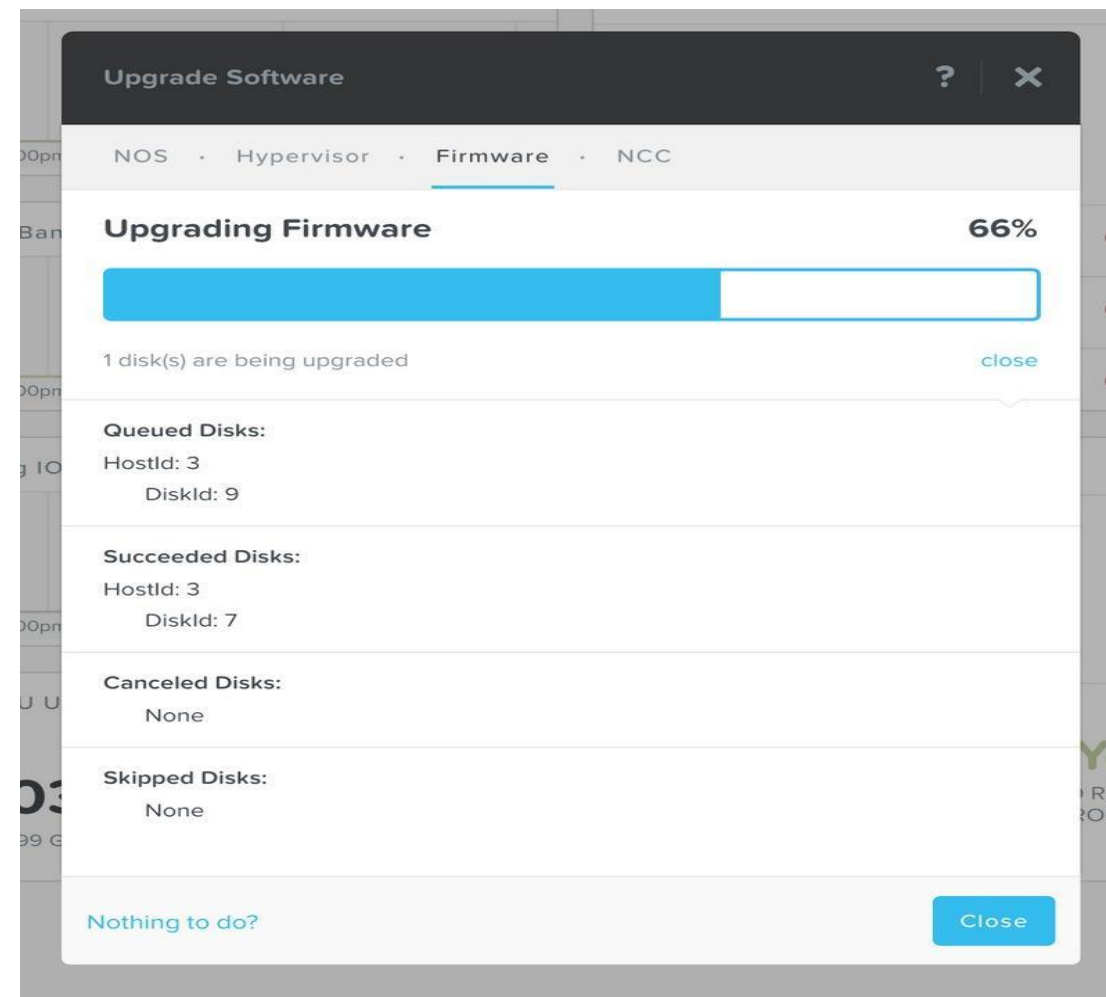 Upgrade Software ? ×
NOS · Hypervisor · Firmware · NCC
Upgrading Firmware 66%
1 disk(s) are being upgraded close
Queued Disks:
HostId: 3
DiskId: 9
Succeeded Disks:
HostId: 3
DiskId: 7
Canceled Disks:
None
Skipped Disks:
None
Nothing to do? Close